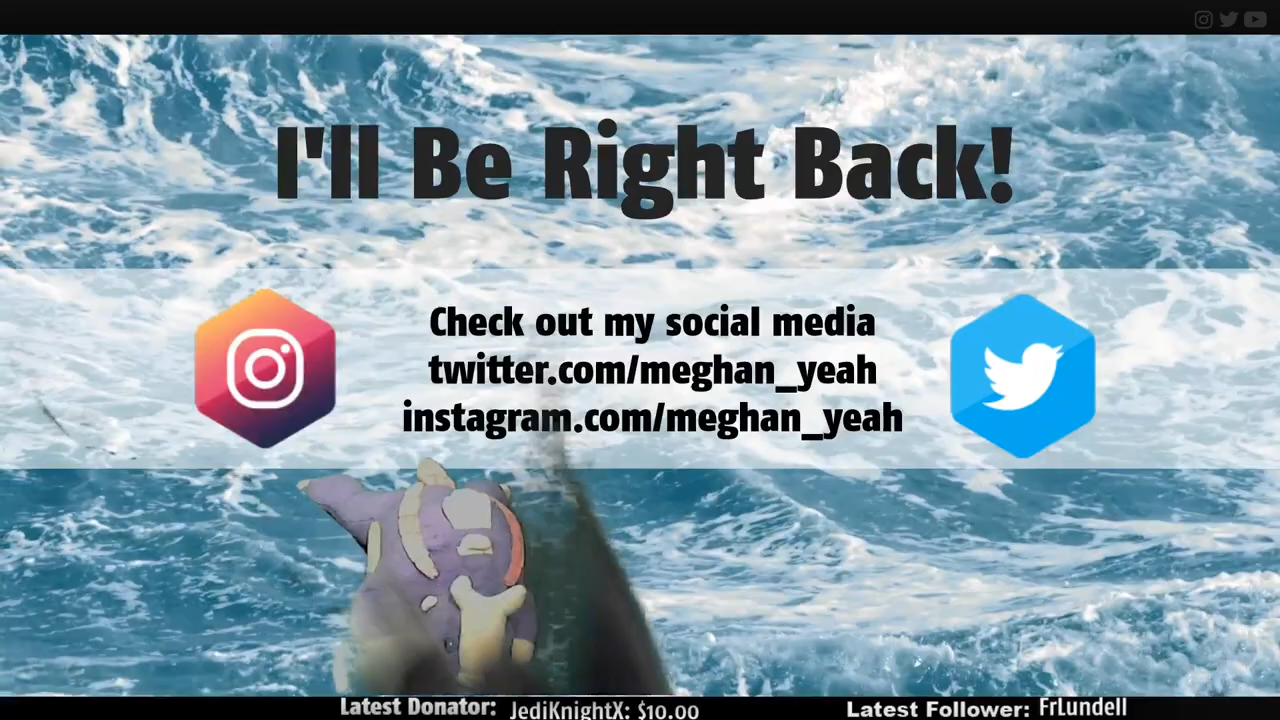 I'll Be Right Back!
Check out my social media
twitter.com/meghan_yeah
instagram.com/meghan_yeah
Latest Donator: JediKnightX: $10.00
Latest Follower: FrLundell